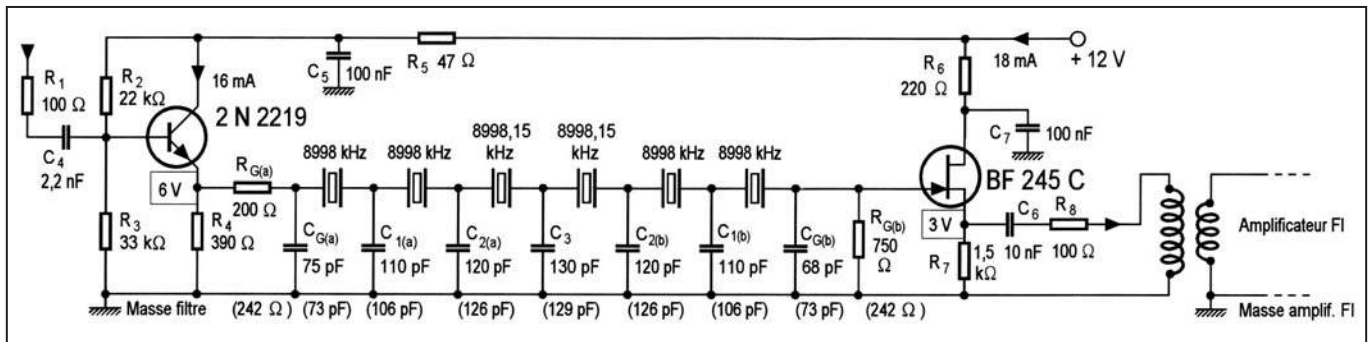 R1
100 Ω
C4
2,2 nF
R2
22 kΩ
R3
33 kΩ
16 mA
2 N 2219
6 V
R4
390 Ω
C5
100 nF
R5 47 Ω
RG(a)
200 Ω
8998 kHz
8998 kHz
8998,15
kHz
8998,15
kHz
8998 kHz
8998 kHz
CG(a)
75 pF
C1(a)
110 pF
C2(a)
120 pF
C3
130 pF
C2(b)
120 pF
C1(b)
110 pF
CG(b)
68 pF
RG(b)
750
Ω
R6
220 Ω
18 mA
+ 12 V
C7
100 nF
BF 245 C
3 V
C6
10 nF
R8
100 Ω
R7
1,5
kΩ
Amplificateur FI
Masse filtre
(242 Ω ) (73 pF) (106 pF) (126 pF) (129 pF) (126 pF) (106 pF) (73 pF) (242 Ω )
Masse amplif. FI